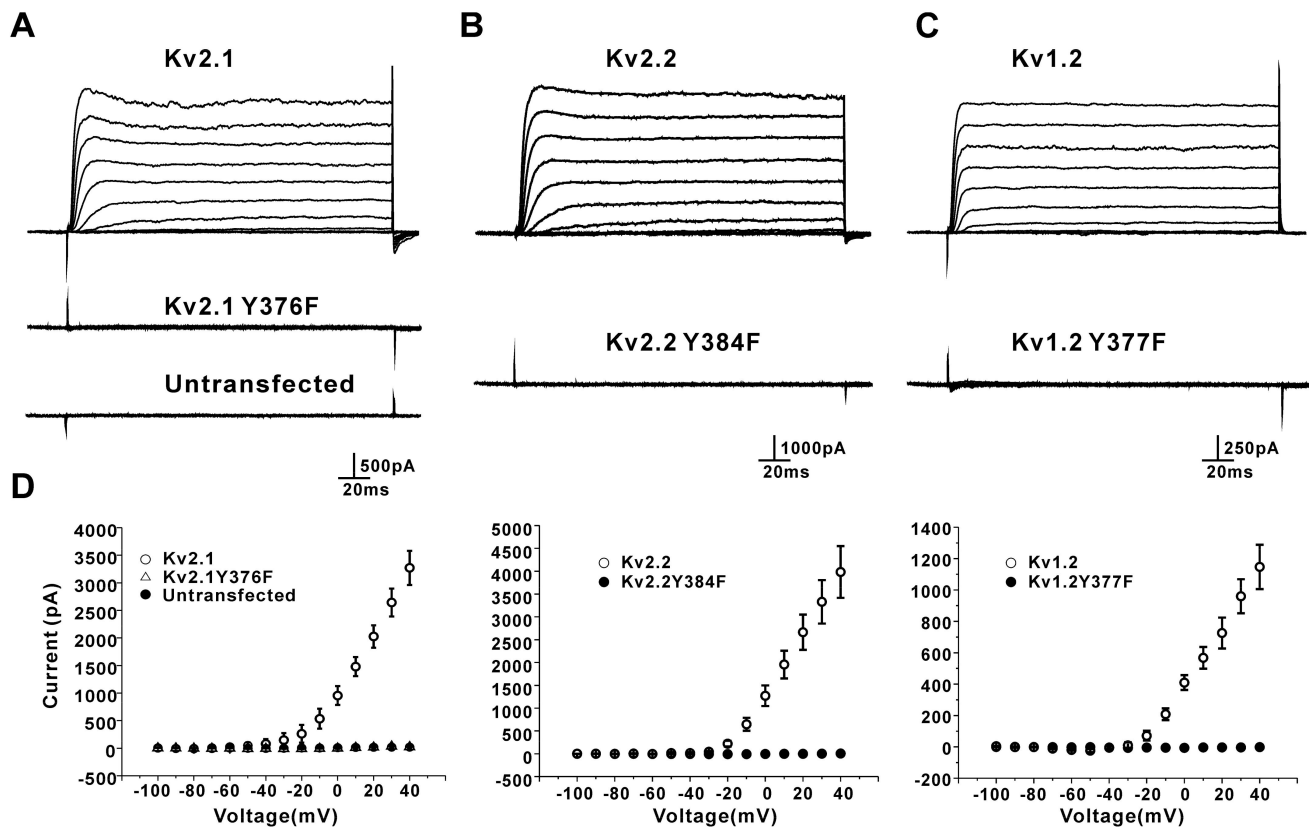 A
B
C
Kv2.1
Kv2.2
Kv1.2
Kv2.1 Y376F
Kv2.2 Y384F
Kv1.2 Y377F
Untransfected
500pA
20ms
1000pA
20ms
250pA
20ms
D
4000
3500
3000
2500
2000
1500
1000
500
0
-500
Current (pA)
Kv2.1
Kv2.1Y376F
Untransfected
-100 -80 -60 -40 -20 0 20 40
Voltage(mV)
5000
4500
4000
3500
3000
2500
2000
1500
1000
500
0
-500
Kv2.2
Kv2.2Y384F
-100 -80 -60 -40 -20 0 20 40
Voltage(mV)
1400
1200
1000
800
600
400
200
0
-200
Kv1.2
Kv1.2Y377F
-100 -80 -60 -40 -20 0 20 40
Voltage(mV)